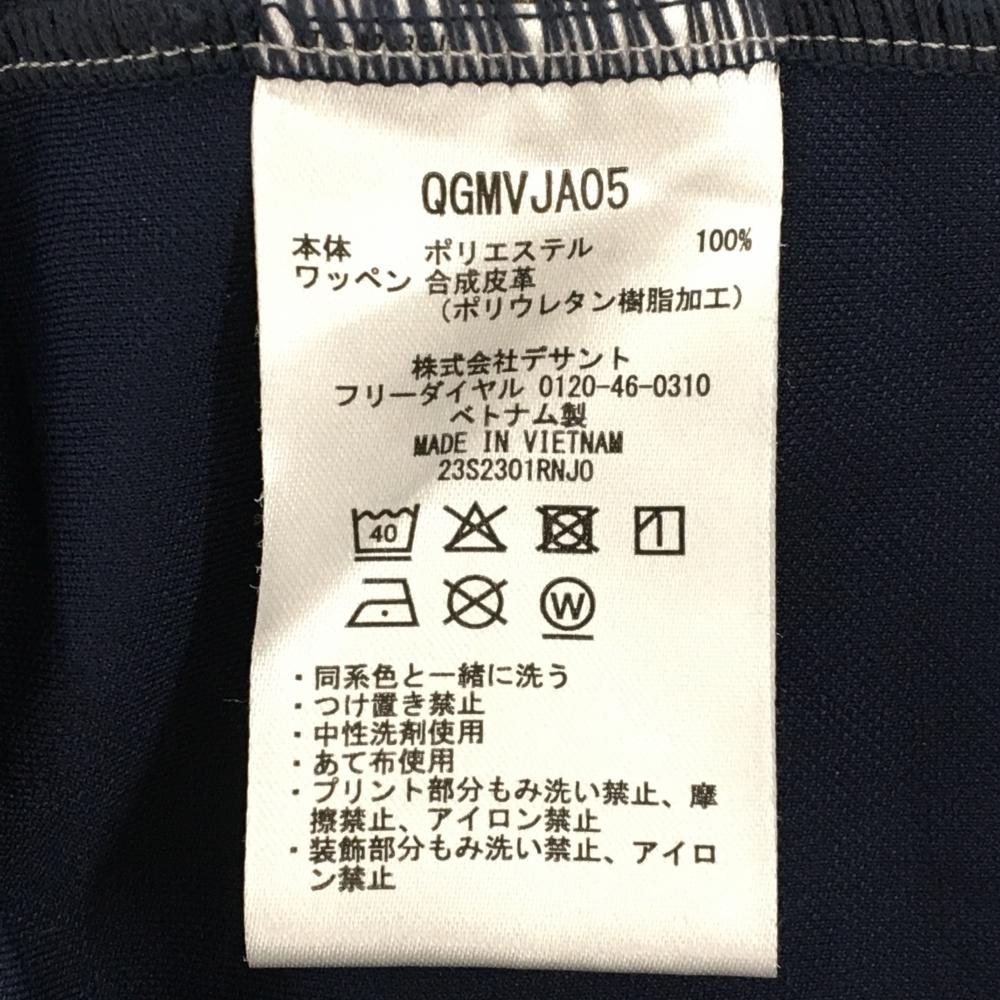 QGMVJA05
本体 ポリエステル 100%
ワッペン 合成皮革
（ポリウレタン樹脂加工）
株式会社デサント
フリーダイヤル 0120-46-0310
ベトナム製
MADE IN VIETNAM
23S2301RNJ0
40
W
・同系色と一緒に洗う
・つけ置き禁止
・中性洗剤使用
・あて布使用
・プリント部分もみ洗い禁止、摩
擦禁止、アイロン禁止
・装飾部分もみ洗い禁止、アイロ
ン禁止